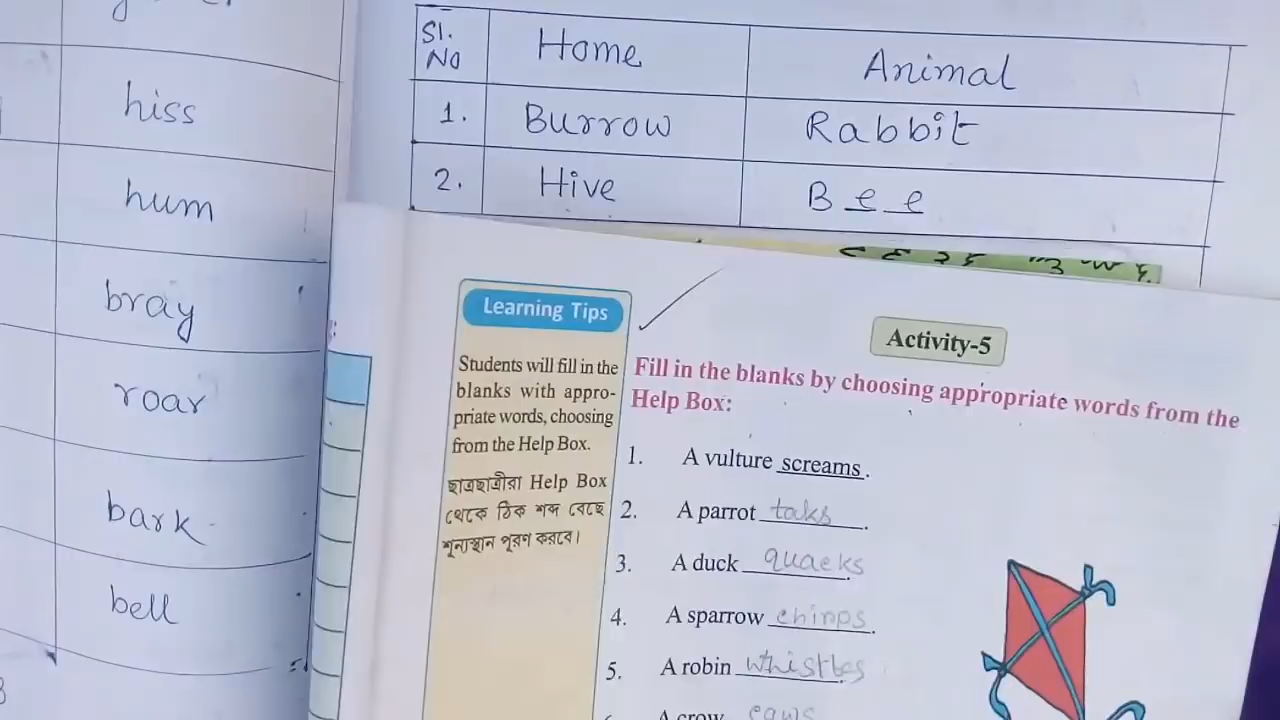 hiss
hum
bray
roar
bark
bell
Sl. No Home Animal
1. Burrow Rabbit
2. Hive Bee
Learning Tips
Students will fill in the
blanks with appro-
priate words, choosing
from the Help Box.
ছাত্রছাত্রীরা Help Box
থেকে ঠিক শব্দ বেছে
শূন্যস্থান পূরণ করবে।
Activity-5
Fill in the blanks by choosing appropriate words from the
Help Box:
1. A vulture screams.
2. A parrot taks.
3. A duck quacks.
4. A sparrow chirps.
5. A robin whistles.
A crow caws